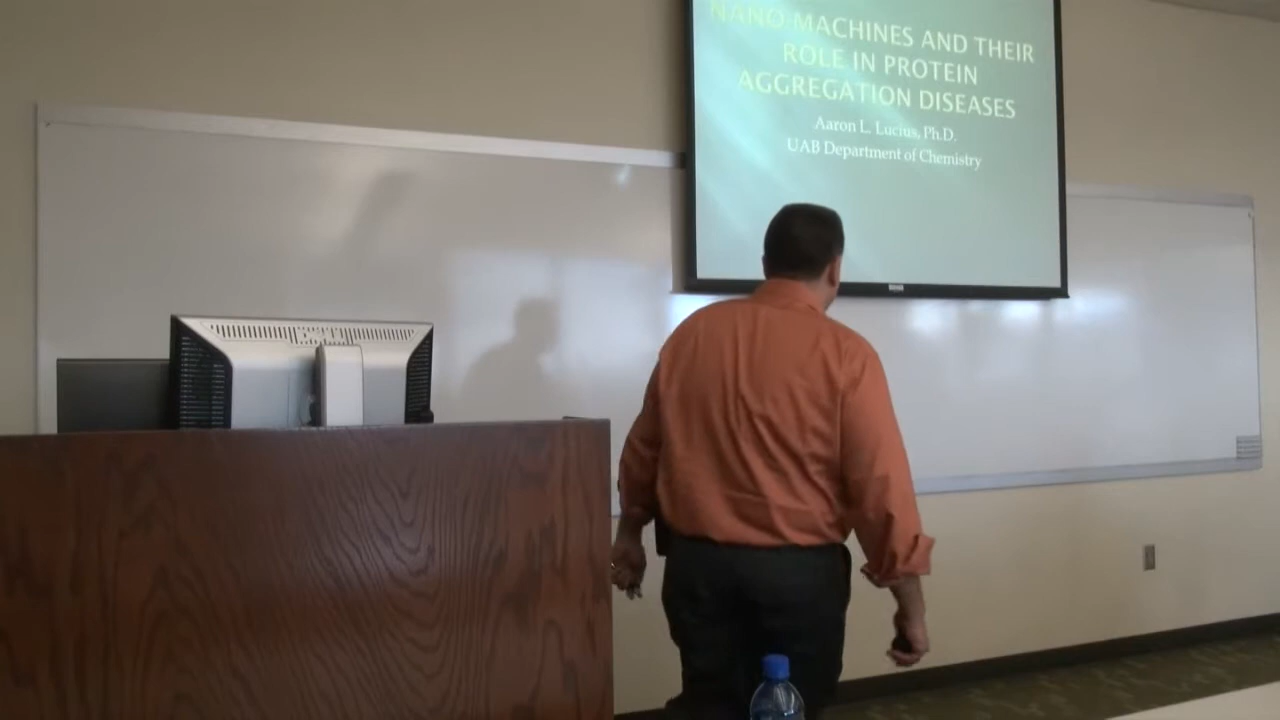 NANO MACHINES AND THEIR
ROLE IN PROTEIN
AGGREGATION DISEASES
Aaron L. Lucius, Ph.D.
UAB Department of Chemistry